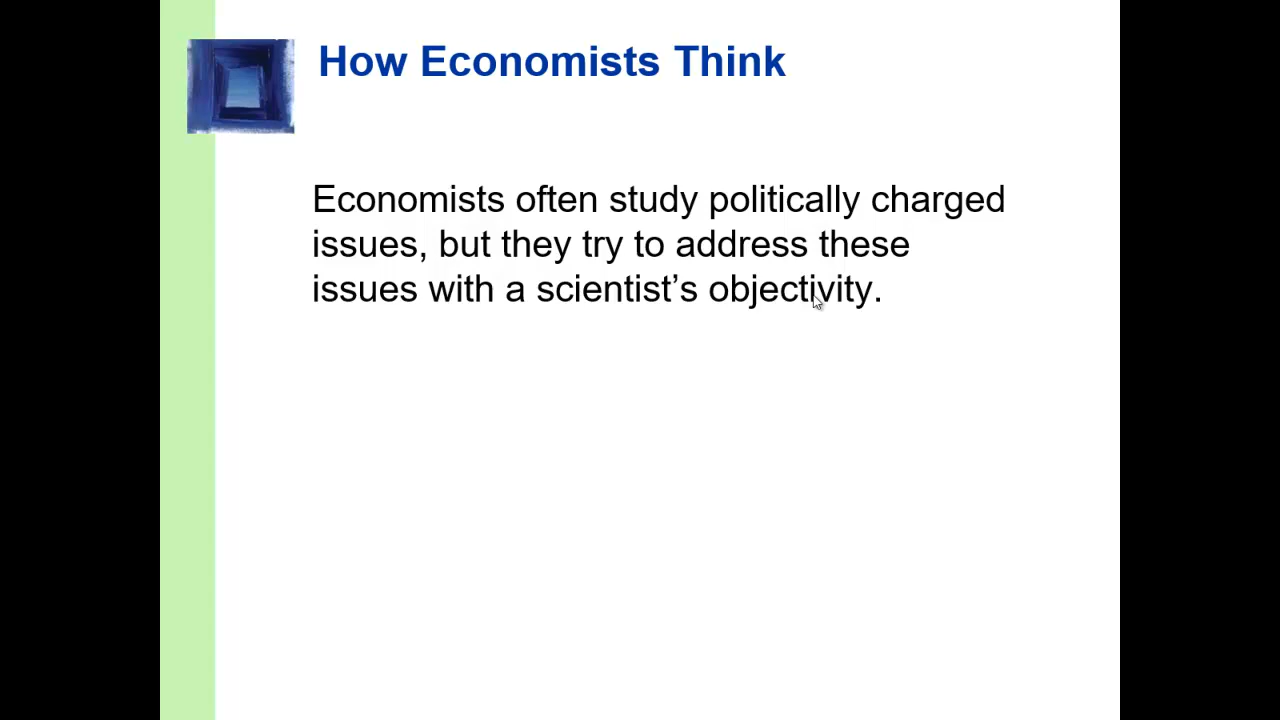 How Economists Think
Economists often study politically charged
issues, but they try to address these
issues with a scientist’s objectivity.